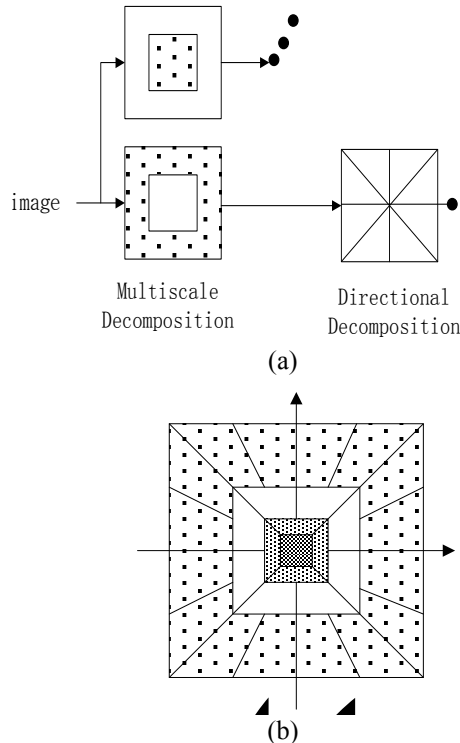 image
Multiscale
Decomposition
Directional
Decomposition
(a)
(b)